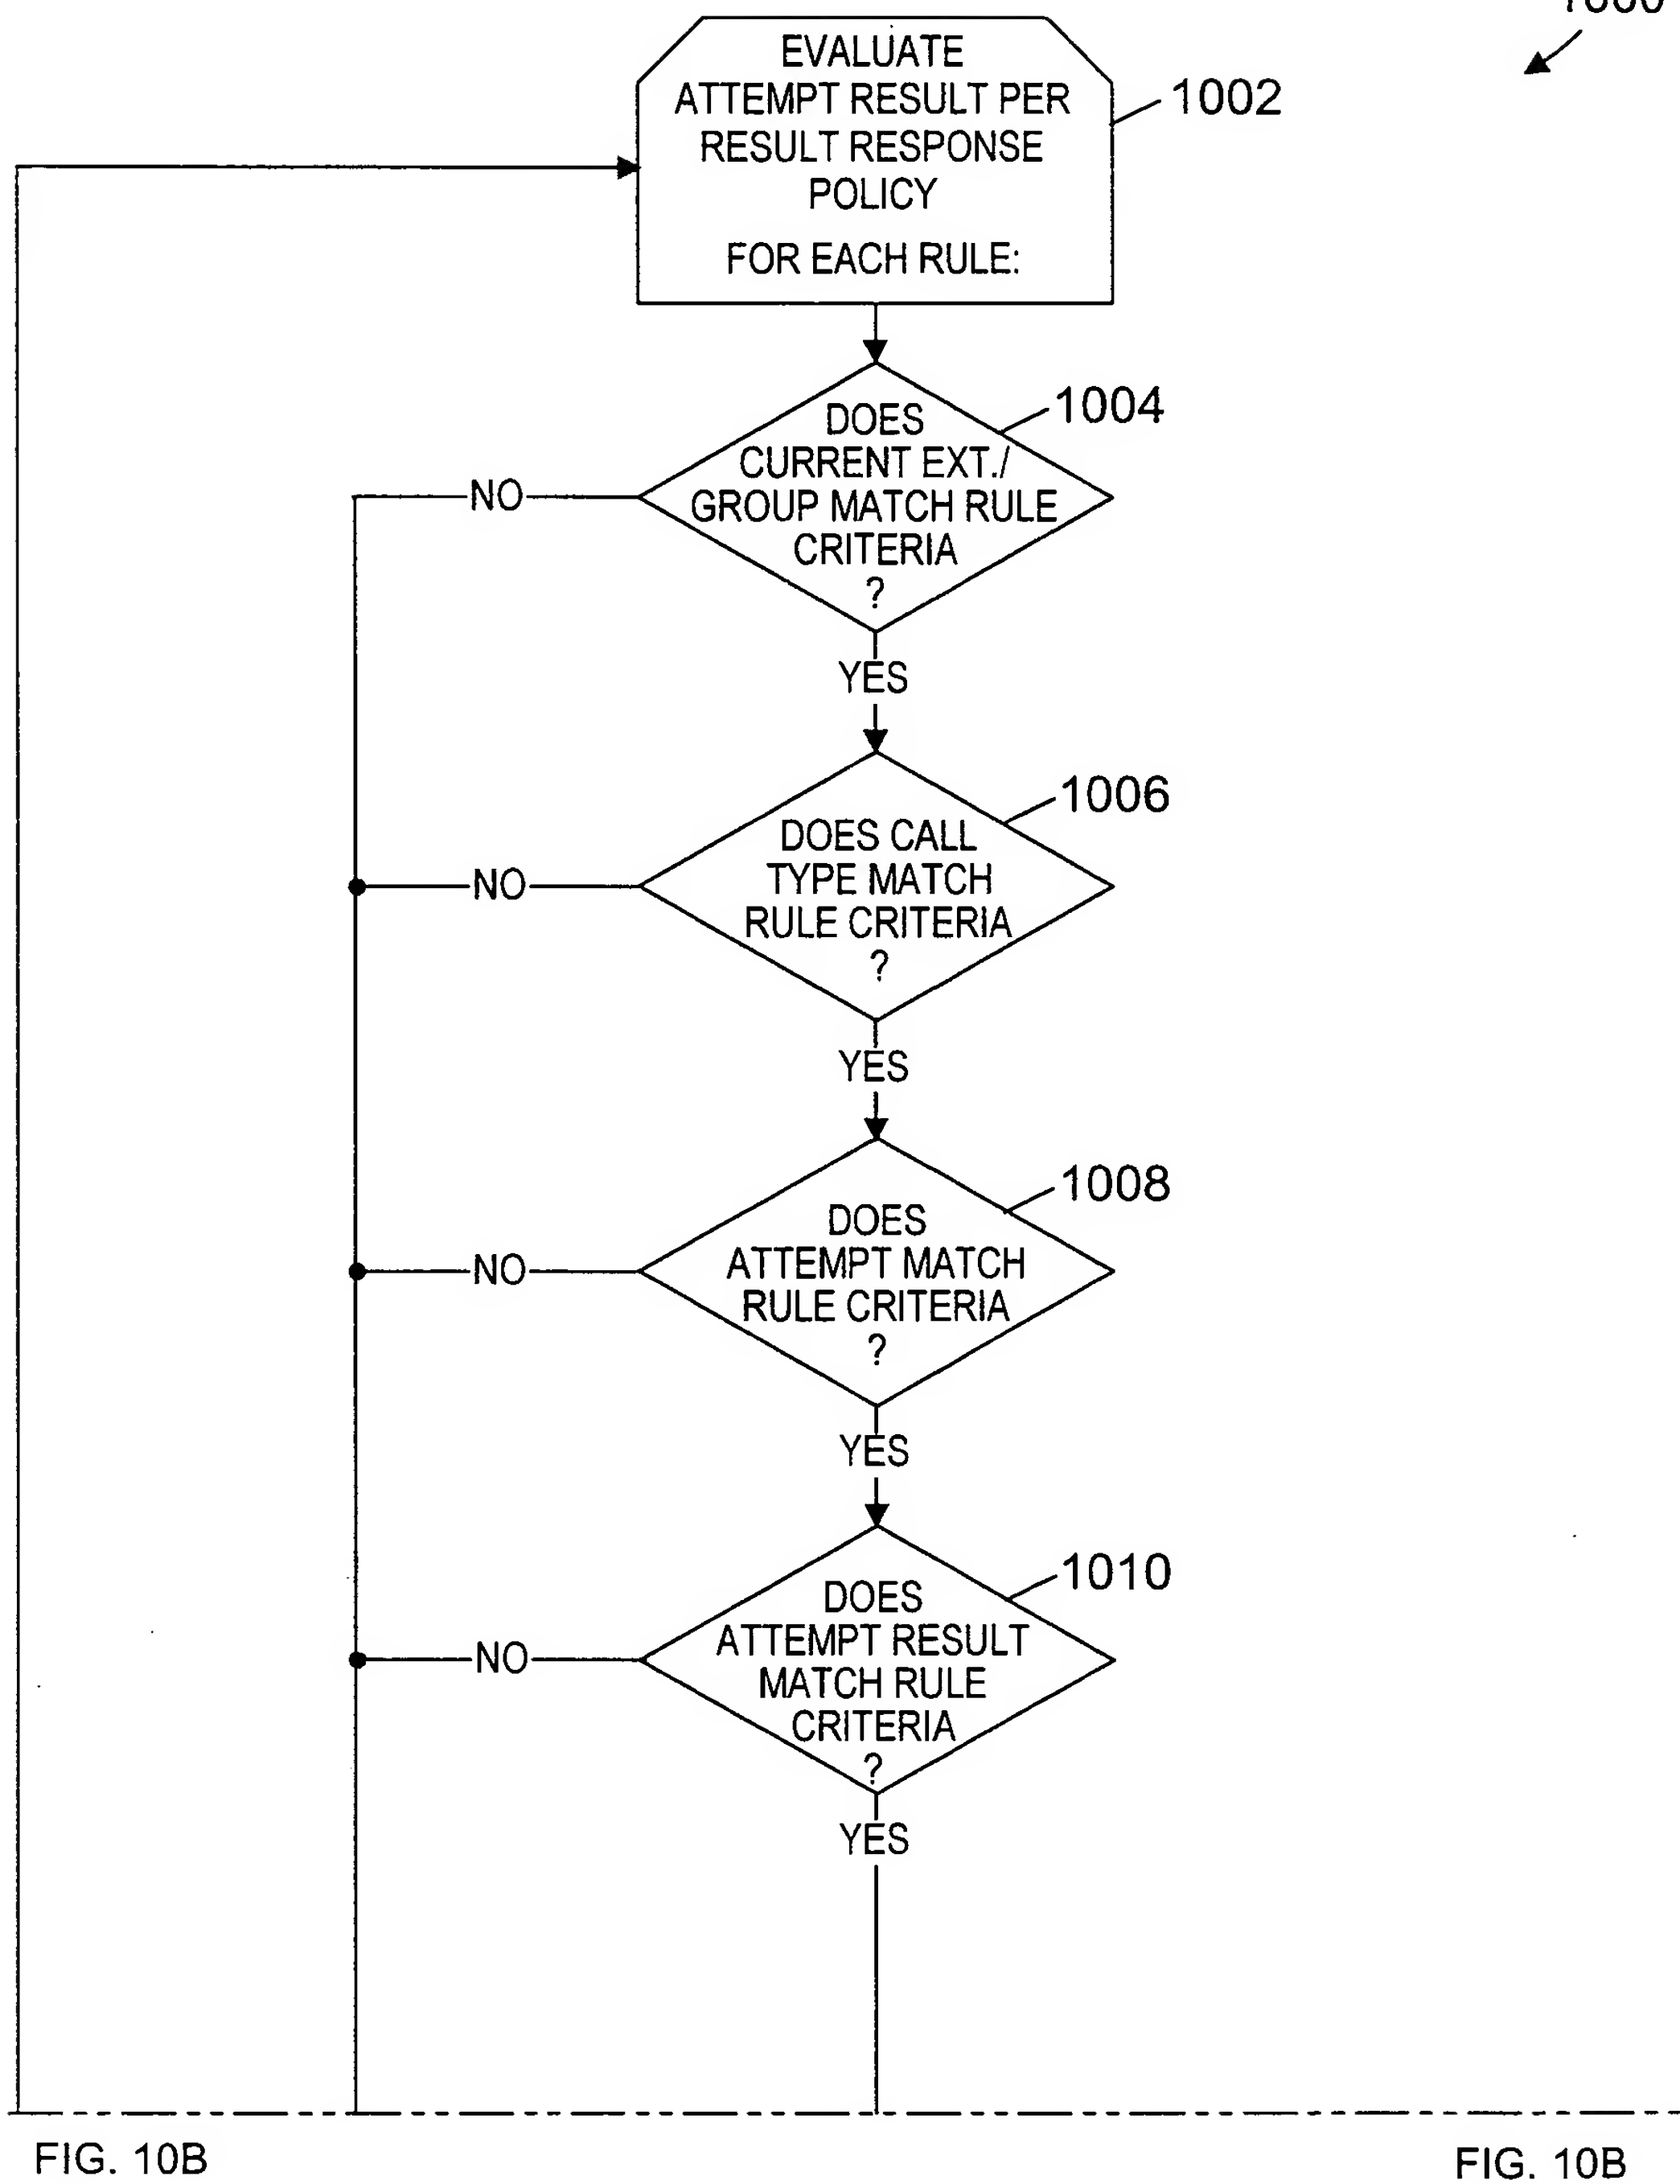 EVALUATE
ATTEMPT RESULT PER
RESULT RESPONSE
POLICY
FOR EACH RULE:
1002
DOES
CURRENT EXT./
GROUP MATCH RULE
CRITERIA
?
1004
NO
YES
DOES CALL
TYPE MATCH
RULE CRITERIA
?
1006
NO
YES
DOES
ATTEMPT MATCH
RULE CRITERIA
?
1008
NO
YES
DOES
ATTEMPT RESULT
MATCH RULE
CRITERIA
?
1010
NO
YES
FIG. 10B
FIG. 10B